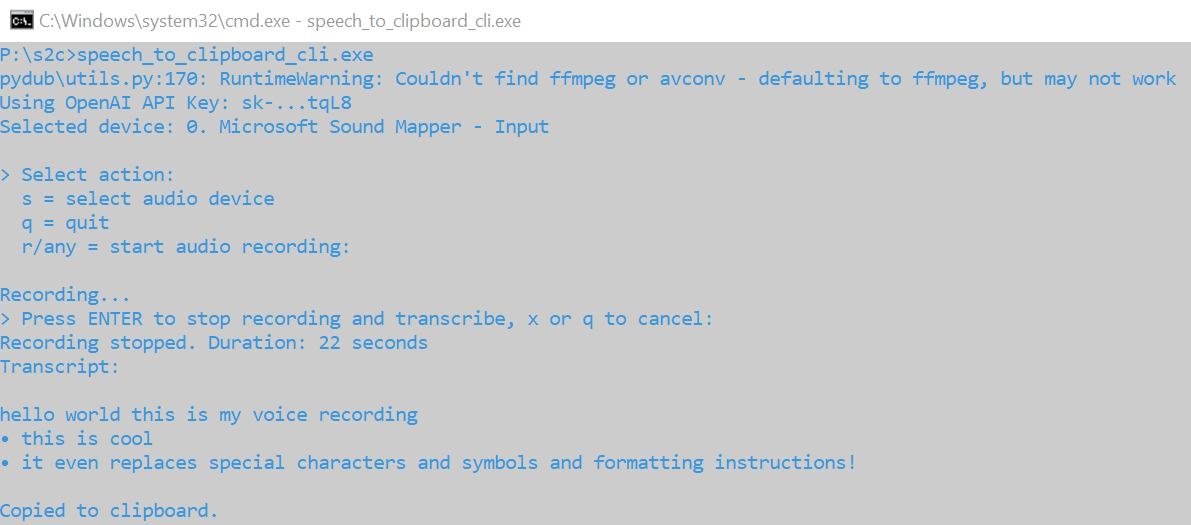 C:\Windows\system32\cmd.exe - speech_to_clipboard_cli.exe
P:\s2c>speech_to_clipboard_cli.exe
pydub\utils.py:170: RuntimeWarning: Couldn't find ffmpeg or avconv - defaulting to ffmpeg, but may not work
Using OpenAI API Key: sk-...tqL8
Selected device: 0. Microsoft Sound Mapper - Input
> Select action:
  s = select audio device
  q = quit
  r/any = start audio recording:
Recording...
> Press ENTER to stop recording and transcribe, x or q to cancel:
Recording stopped. Duration: 22 seconds
Transcript:
hello world this is my voice recording
• this is cool
• it even replaces special characters and symbols and formatting instructions!
Copied to clipboard.